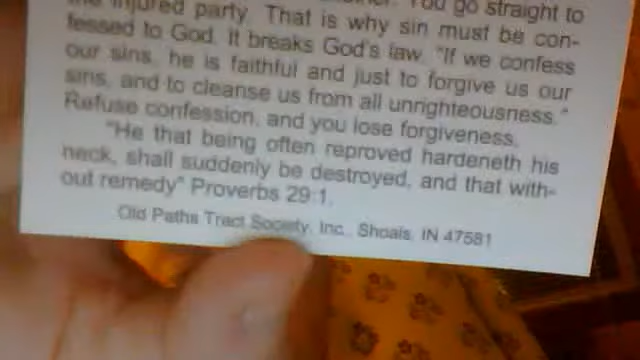 the injured party. That is why sin must be con-
fessed to God. It breaks God's law. "If we confess
our sins, he is faithful and just to forgive us our
sins, and to cleanse us from all unrighteousness."
Refuse confession, and you lose forgiveness.
"He that being often reproved hardeneth his
neck, shall suddenly be destroyed, and that with-
out remedy" Proverbs 29:1.
Old Paths Tract Society, Inc., Shoals, IN 47581